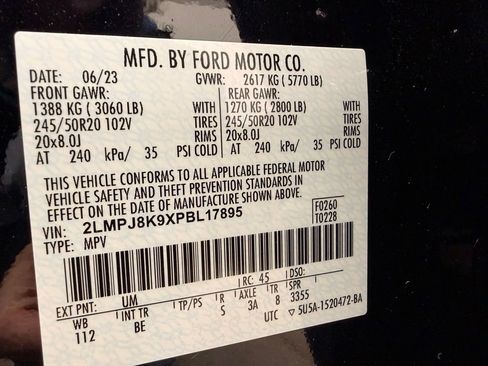 MFD. BY FORD MOTOR CO.
DATE: 06/23 GVWR: 2617 KG ( 5770 LB)
FRONT GAWR: REAR GAWR:
1388 KG ( 3060 LB) WITH 1270 KG ( 2800 LB) WITH
245/50R20 102V TIRES 245/50R20 102V TIRES
20x8.0J RIMS 20x8.0J RIMS
AT 240 kPa/ 35 PSI COLD AT 240 kPa/ 35 PSI COLD
THIS VEHICLE CONFORMS TO ALL APPLICABLE FEDERAL MOTOR
VEHICLE SAFETY AND THEFT PREVENTION STANDARDS IN
EFFECT ON THE DATE OF MANUFACTURE SHOWN ABOVE.
VIN: 2LMPJ8K9XPBL17895 F0260
TYPE: MPV T0228
EXT PNT: UM RC: 45 DSO:
WB INT TR TP/PS R AXLE TR SPR
112 BE S 3A 8 3355
UTC ▽ 5U5A-1520472-BA